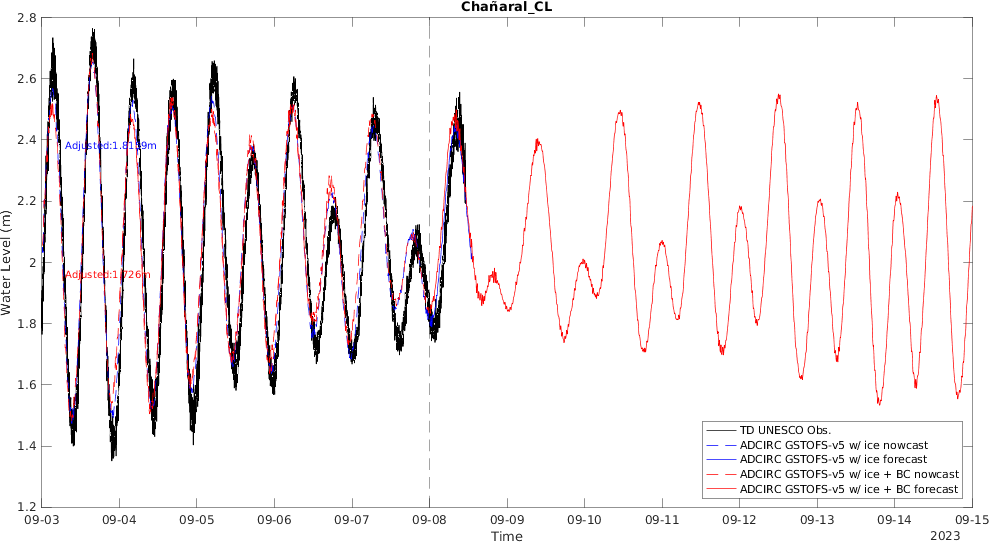 Chañaral_CL
Water Level (m)
2.8
2.6
2.4
2.2
2
1.8
1.6
1.4
1.2
Adjusted:1.8199m
Adjusted:1.726m
TD UNESCO Obs.
ADCIRC GSTOFS-v5 w/ ice nowcast
ADCIRC GSTOFS-v5 w/ ice forecast
ADCIRC GSTOFS-v5 w/ ice + BC nowcast
ADCIRC GSTOFS-v5 w/ ice + BC forecast
09-03 09-04 09-05 09-06 09-07 09-08 09-09 09-10 09-11 09-12 09-13 09-14 09-15
Time
2023